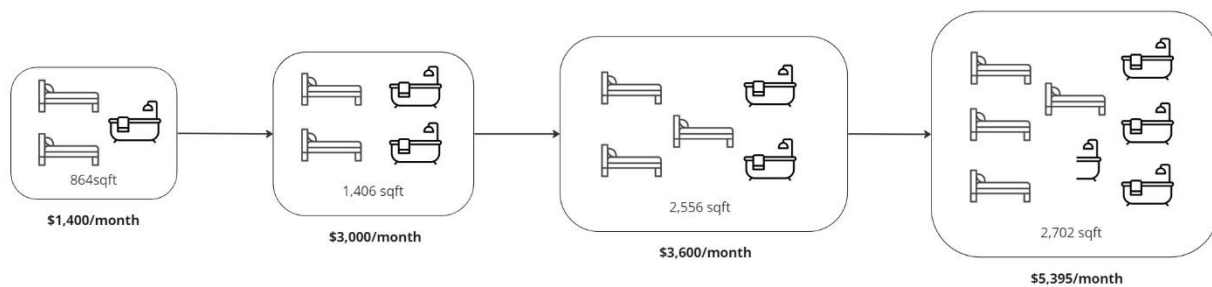 864sqft
$1,400/month
1,406 sqft
$3,000/month
2,556 sqft
$3,600/month
2,702 sqft
$5,395/month